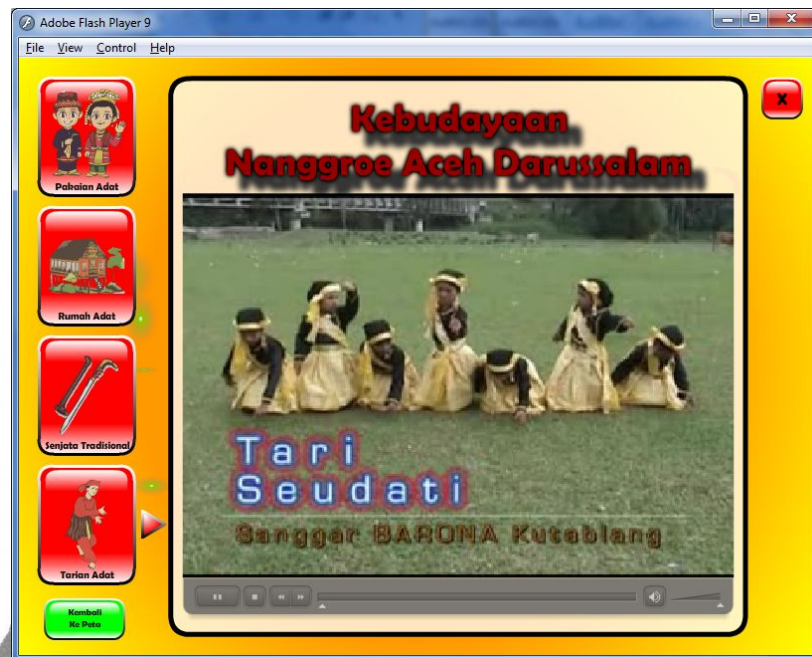 Adobe Flash Player 9
File View Control Help
Pakaian Adat
Rumah Adat
Senjata Tradisional
Tarian Adat
Kembali
Ke Peta
Kebudayaan
Nanggroe Aceh Darussalam
Tari
Seudati
Sanggar BARONA Kutablang
X